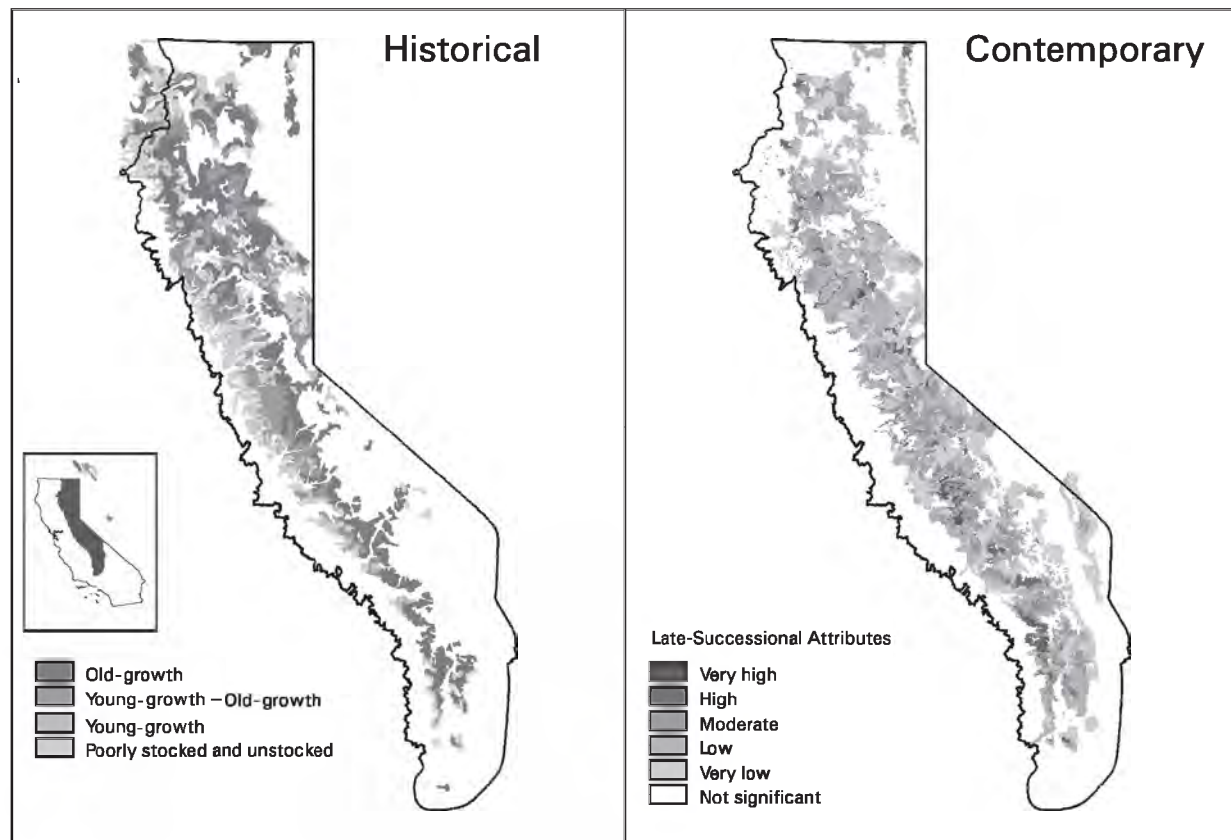 Historical
Old-growth
Young-growth – Old-growth
Young-growth
Poorly stocked and unstocked
Contemporary
Late-Successional Attributes
Very high
High
Moderate
Low
Very low
Not significant